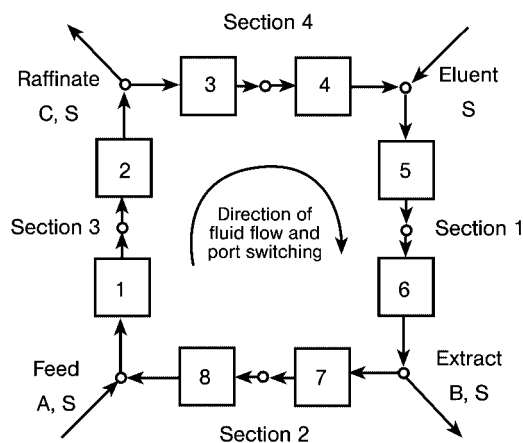 Section 4
Raffinate
C, S
3
4
Eluent
S
2
5
Section 3
Direction of
fluid flow and
port switching
Section 1
1
6
Feed
A, S
8
7
Extract
B, S
Section 2